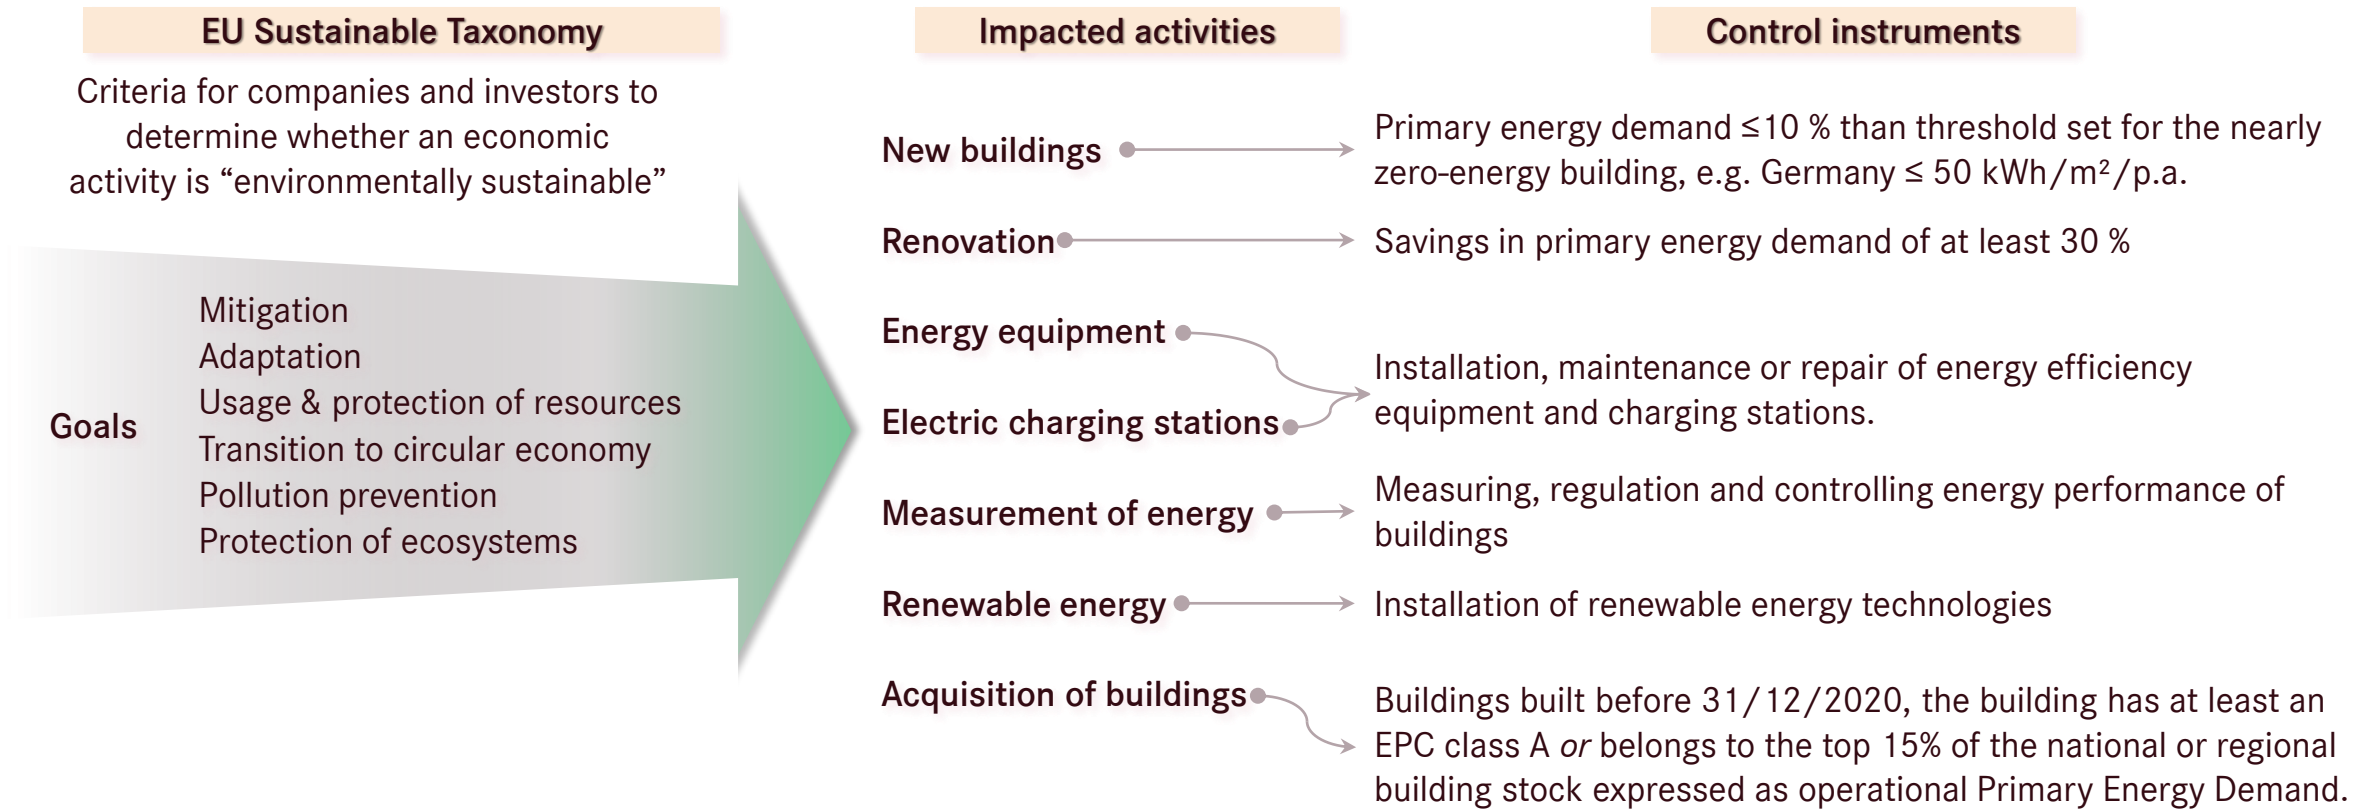 EU Sustainable Taxonomy
Criteria for companies and investors to
determine whether an economic
activity is “environmentally sustainable”
Goals
Mitigation
Adaptation
Usage & protection of resources
Transition to circular economy
Pollution prevention
Protection of ecosystems
Impacted activities
Control instruments
New buildings
Primary energy demand ≤10 % than threshold set for the nearly
zero-energy building, e.g. Germany ≤ 50 kWh/m²/p.a.
Renovation
Savings in primary energy demand of at least 30 %
Energy equipment
Electric charging stations
Installation, maintenance or repair of energy efficiency
equipment and charging stations.
Measurement of energy
Measuring, regulation and controlling energy performance of
buildings
Renewable energy
Installation of renewable energy technologies
Acquisition of buildings
Buildings built before 31/12/2020, the building has at least an
EPC class A or belongs to the top 15% of the national or regional
building stock expressed as operational Primary Energy Demand.